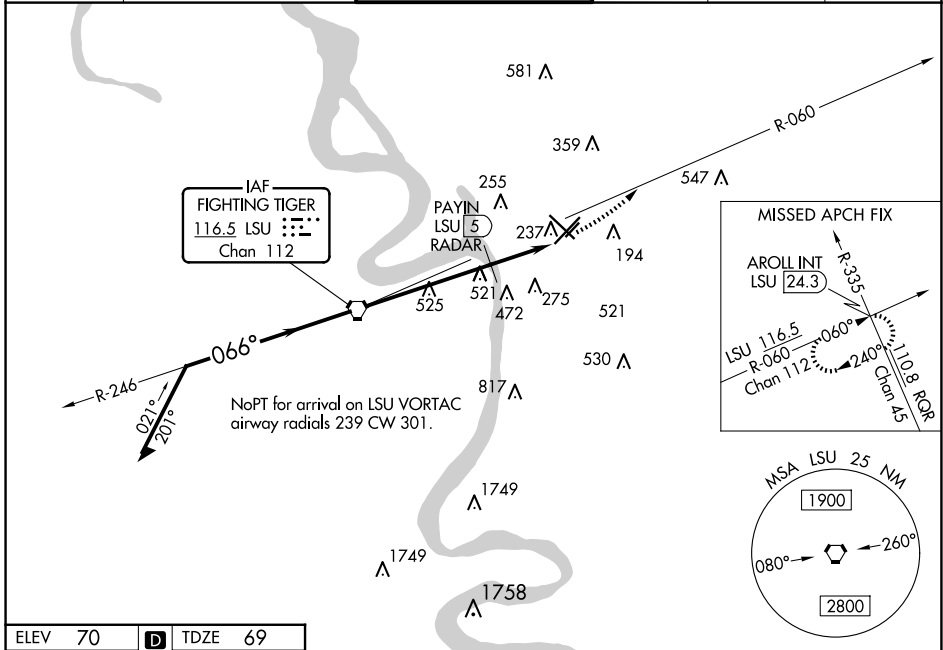 581
R-060
359
547
IAF
FIGHTING TIGER
116.5 LSU
Chan 112
255
PAYIN
LSU 5
RADAR
237
194
MISSED APCH FIX
AROLL INT
LSU 24.3
R-335
LSU 116.5
R-060
060°
Chan 112
240°
110.8 RQR
Chan 45
525
521
472
275
521
066°
R-246
021°
201°
530
817
NoPT for arrival on LSU VORTAC
airway radials 239 CW 301.
1749
1749
1758
MSA LSU 25 NM
1900
080°
260°
2800
ELEV 70 D TDZE 69